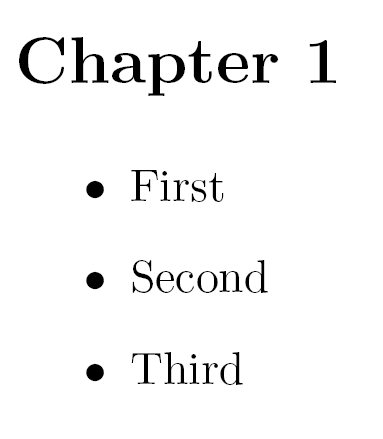 Chapter 1
• First
• Second
• Third